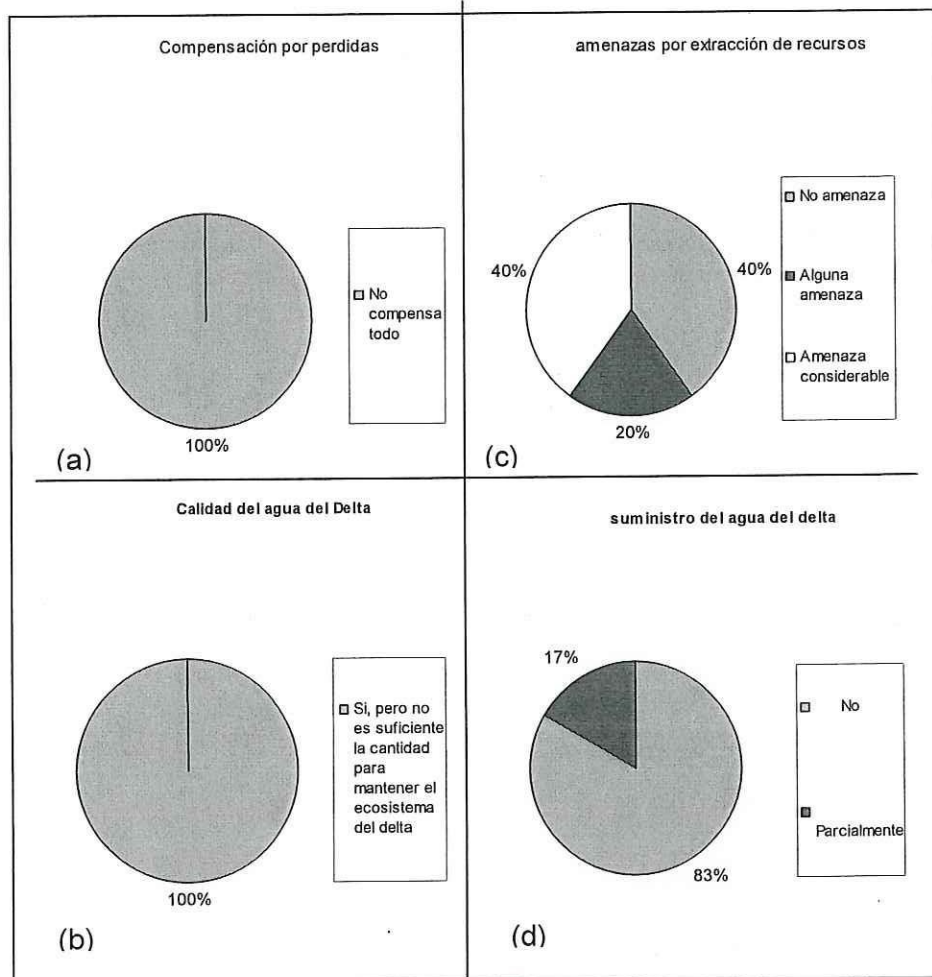 Compensación por perdidas
No
compensa
todo
100%
(a)
amenazas por extracción de recursos
No amenaza
Alguna
amenaza
Amenaza
considerable
40%
40%
20%
(c)
Calidad del agua del Delta
Si, pero no
es suficiente
la cantidad
para
mantener el
ecosistema
del delta
100%
(b)
suministro del agua del delta
17%
No
Parcialmente
83%
(d)